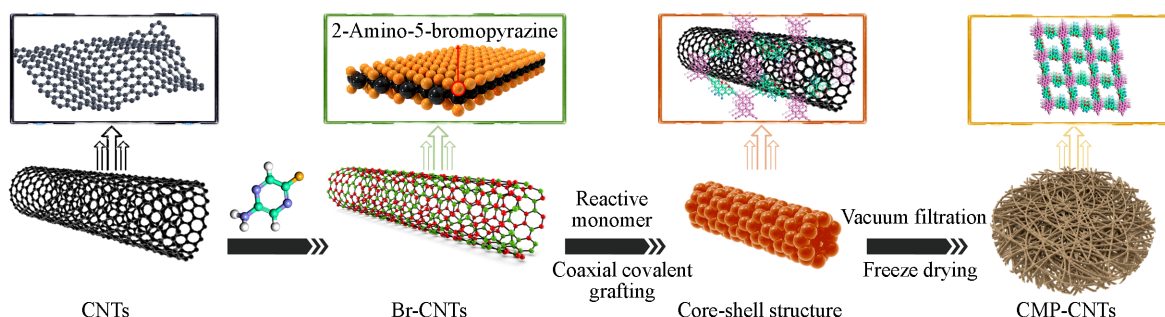 2-Amino-5-bromopyrazine
Reactive
monomer
Coaxial covalent
grafting
Vacuum filtration
Freeze drying
CNTs
Br-CNTs
Core-shell structure
CMP-CNTs